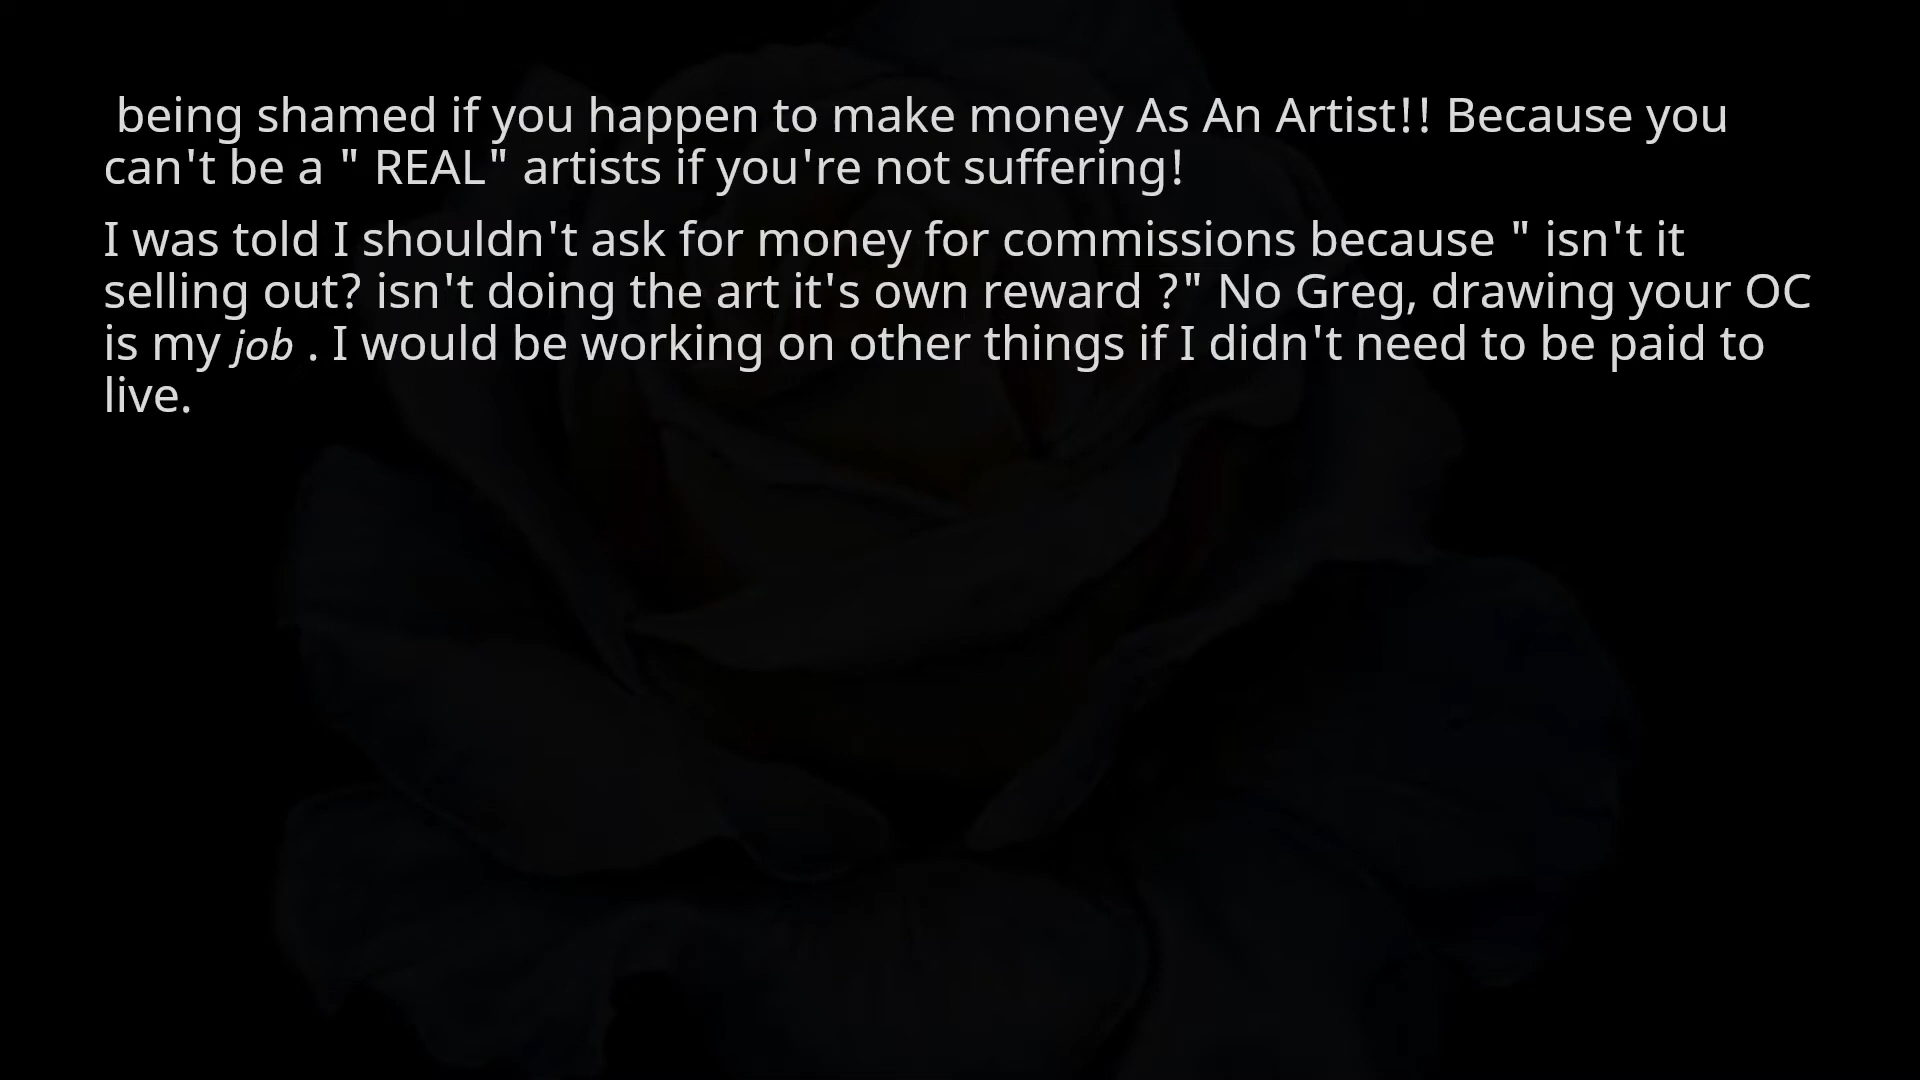 being shamed if you happen to make money As An Artist!! Because you
can't be a " REAL" artists if you're not suffering!
I was told I shouldn't ask for money for commissions because " isn't it
selling out? isn't doing the art it's own reward ?" No Greg, drawing your OC
is my job . I would be working on other things if I didn't need to be paid to
live.